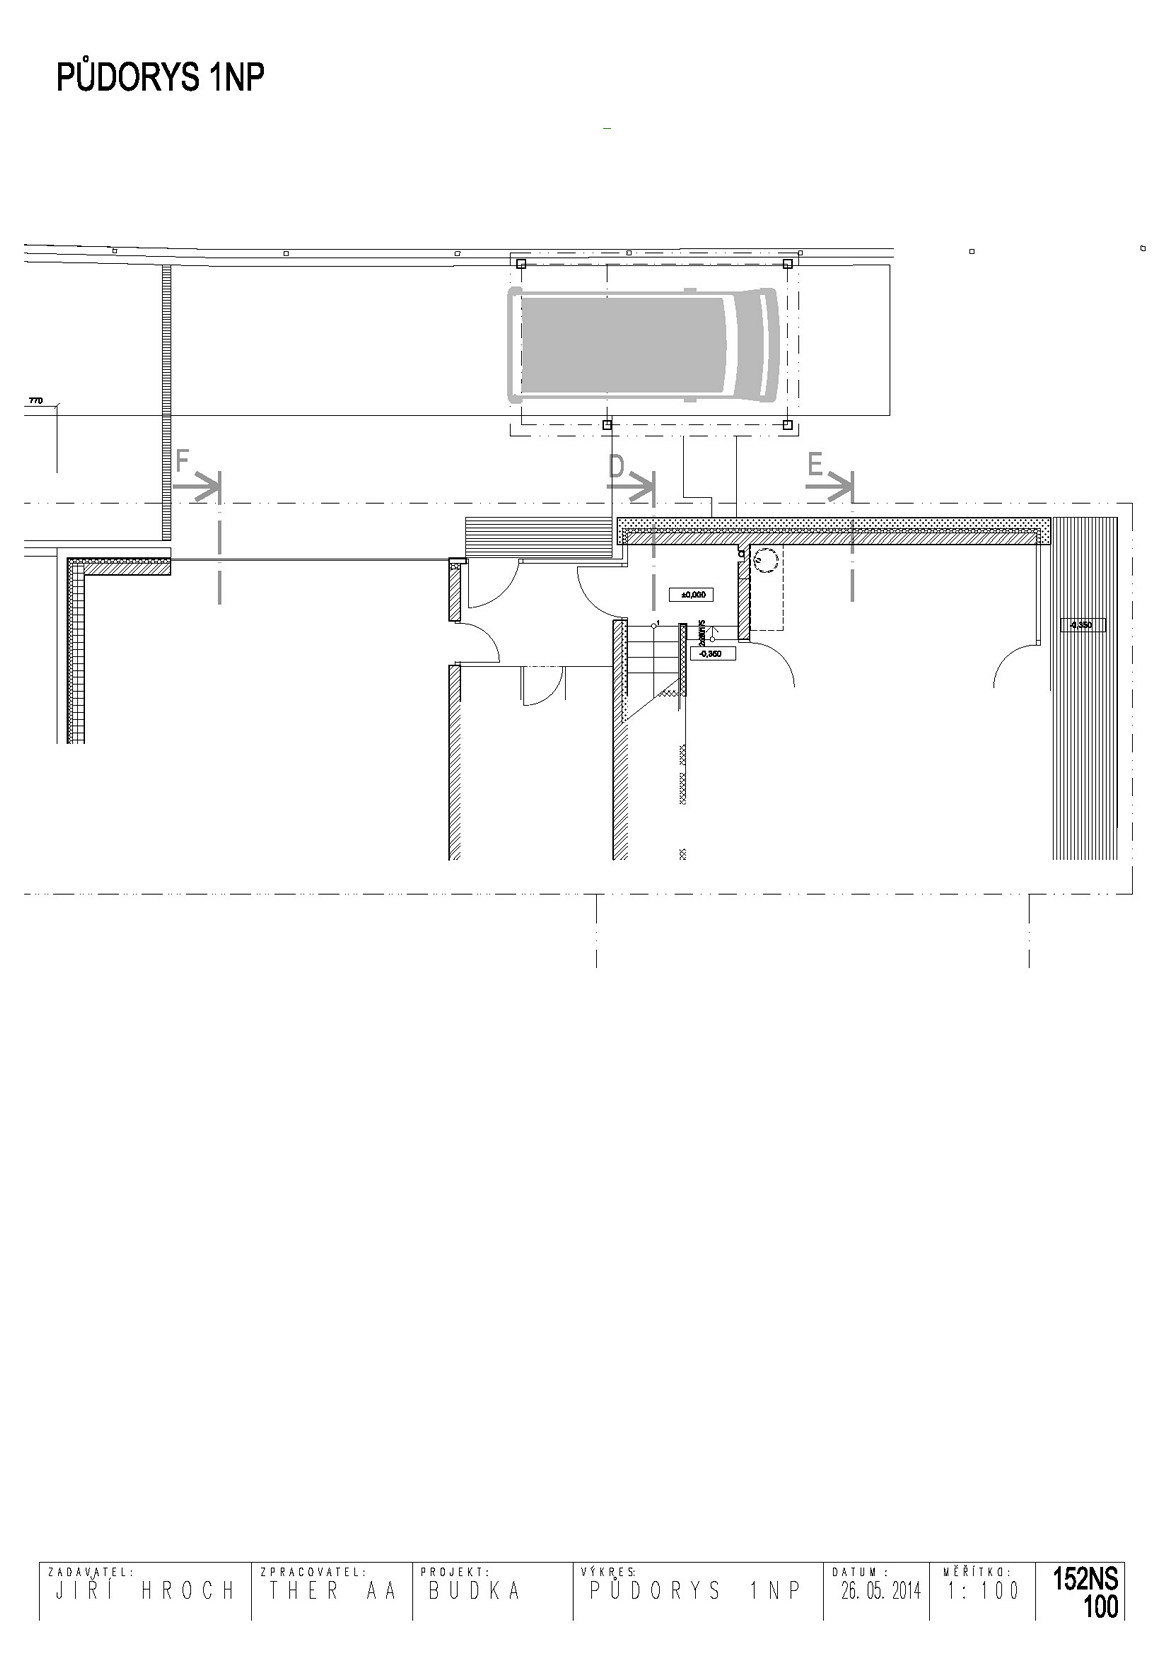 PŮDORYS 1NP
770
F
D
E
±0,000
1
-0,350
-0,350
ZADAVATEL:
JIŘÍ HROCH
ZPRACOVATEL:
THER AA
PROJEKT:
BUDKA
VÝKRES:
PŮDORYS 1NP
DATUM :
26. 05. 2014
MĚŘÍTKO:
1: 100
152NS
100